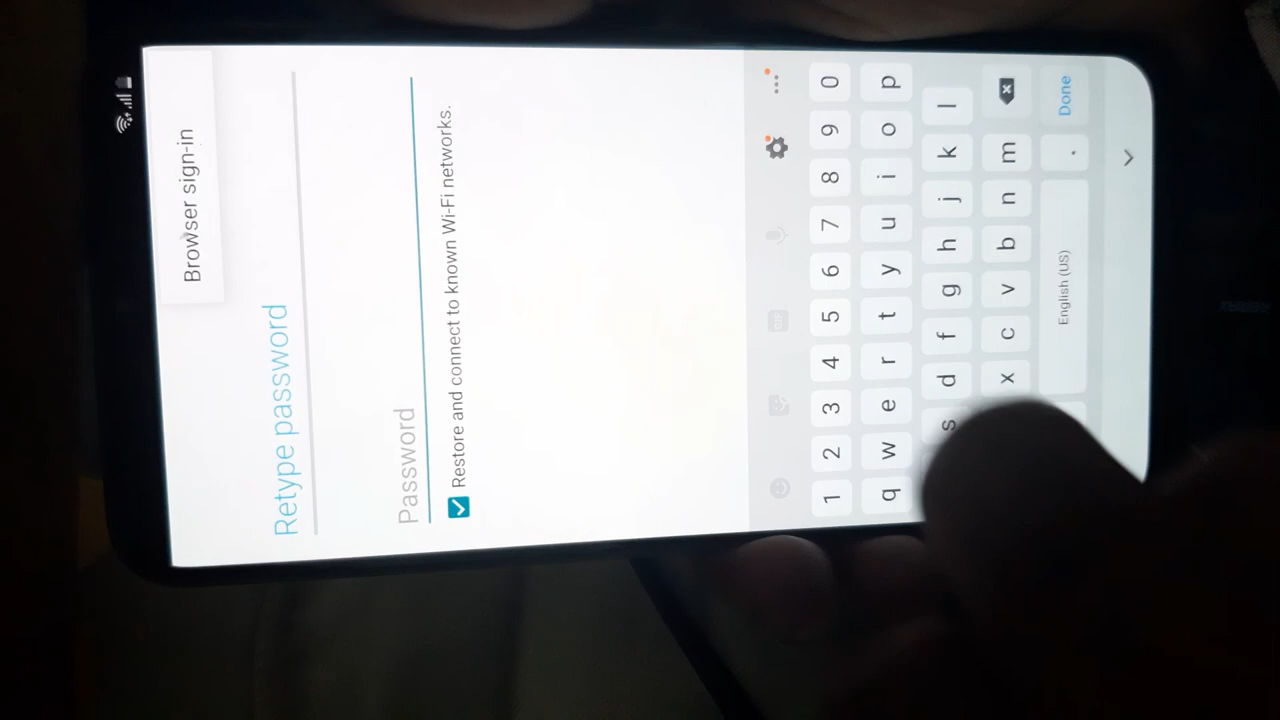 Browser sign-in
Retype password
Password
Restore and connect to known Wi-Fi networks.
GIF
1 2 3 4 5 6 7 8 9 0
q w e r t y u i o p
s d f g h j k l
x c v b n m
English (US) . Done